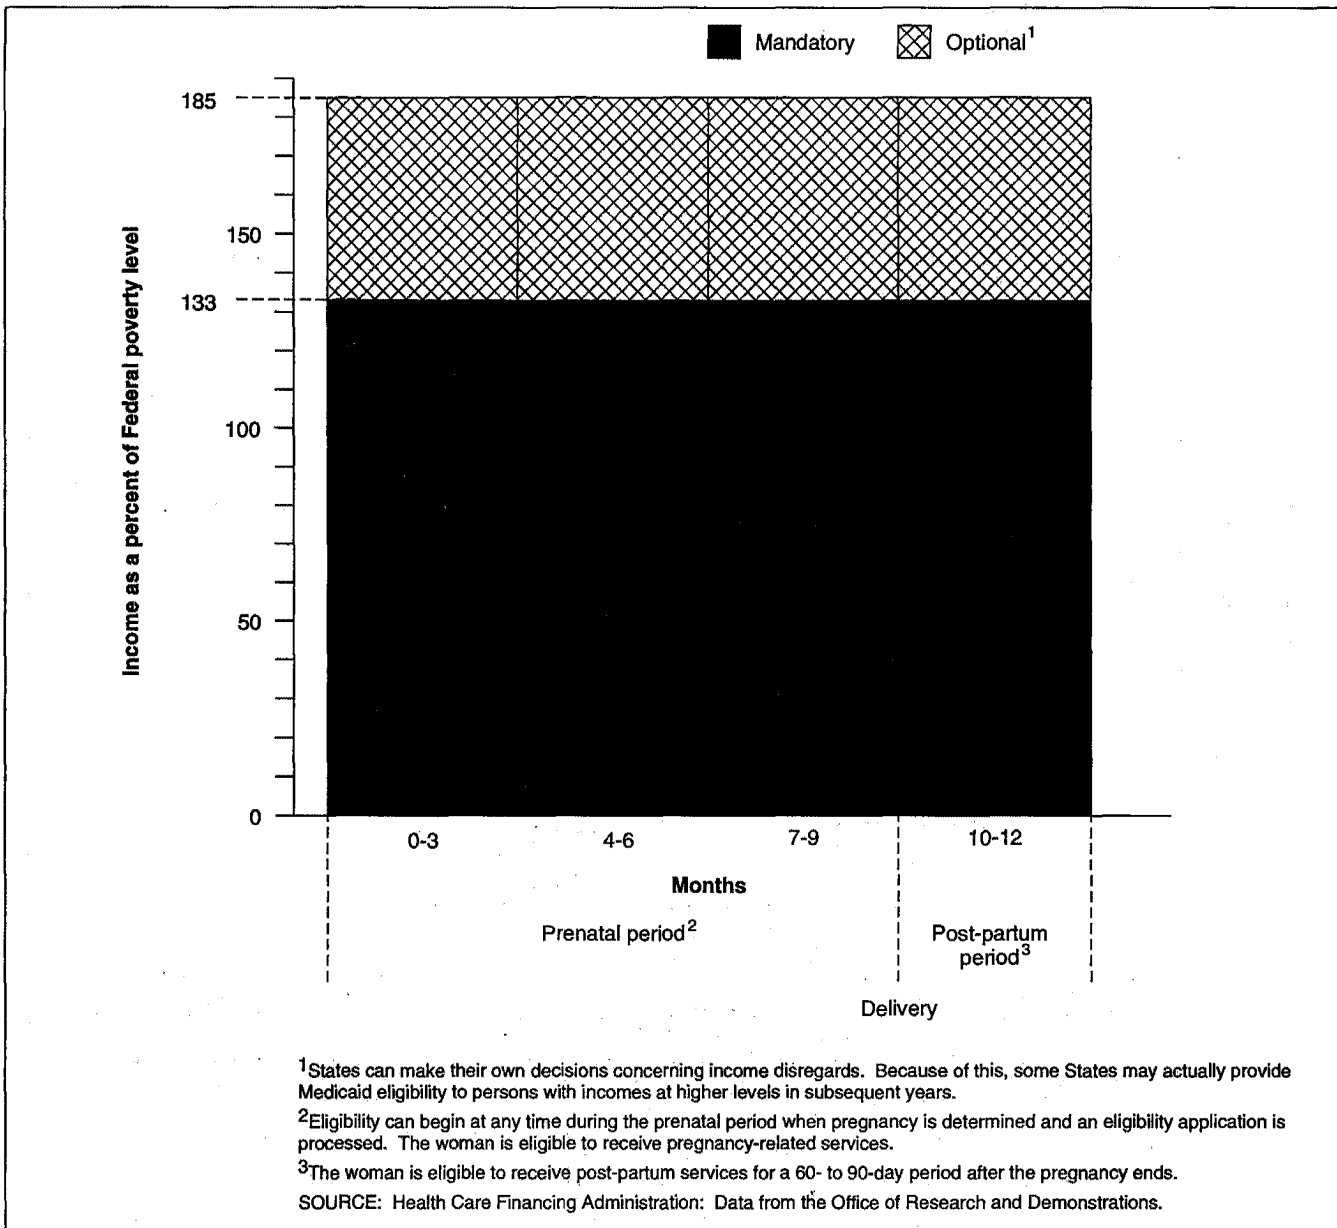 Mandatory Optional1
185
150
133
100
50
0
Income as a percent of Federal poverty level
0-3 4-6 7-9 10-12
Months
Prenatal period2 Post-partum
period3
Delivery
1States can make their own decisions concerning income disregards. Because of this, some States may actually provide
Medicaid eligibility to persons with incomes at higher levels in subsequent years.
2Eligibility can begin at any time during the prenatal period when pregnancy is determined and an eligibility application is
processed. The woman is eligible to receive pregnancy-related services.
3The woman is eligible to receive post-partum services for a 60- to 90-day period after the pregnancy ends.
SOURCE: Health Care Financing Administration: Data from the Office of Research and Demonstrations.